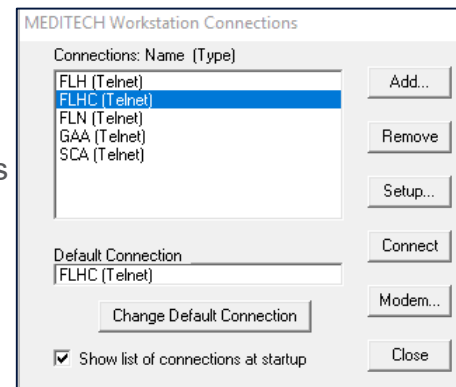 MEDITECH Workstation Connections
Connections: Name (Type)
FLH (Telnet)
FLHC (Telnet)
FLN (Telnet)
GAA (Telnet)
SCA (Telnet)
Add...
Remove
Setup...
Connect
Modem...
Close
s
Default Connection
FLHC (Telnet)
Change Default Connection
Show list of connections at startup